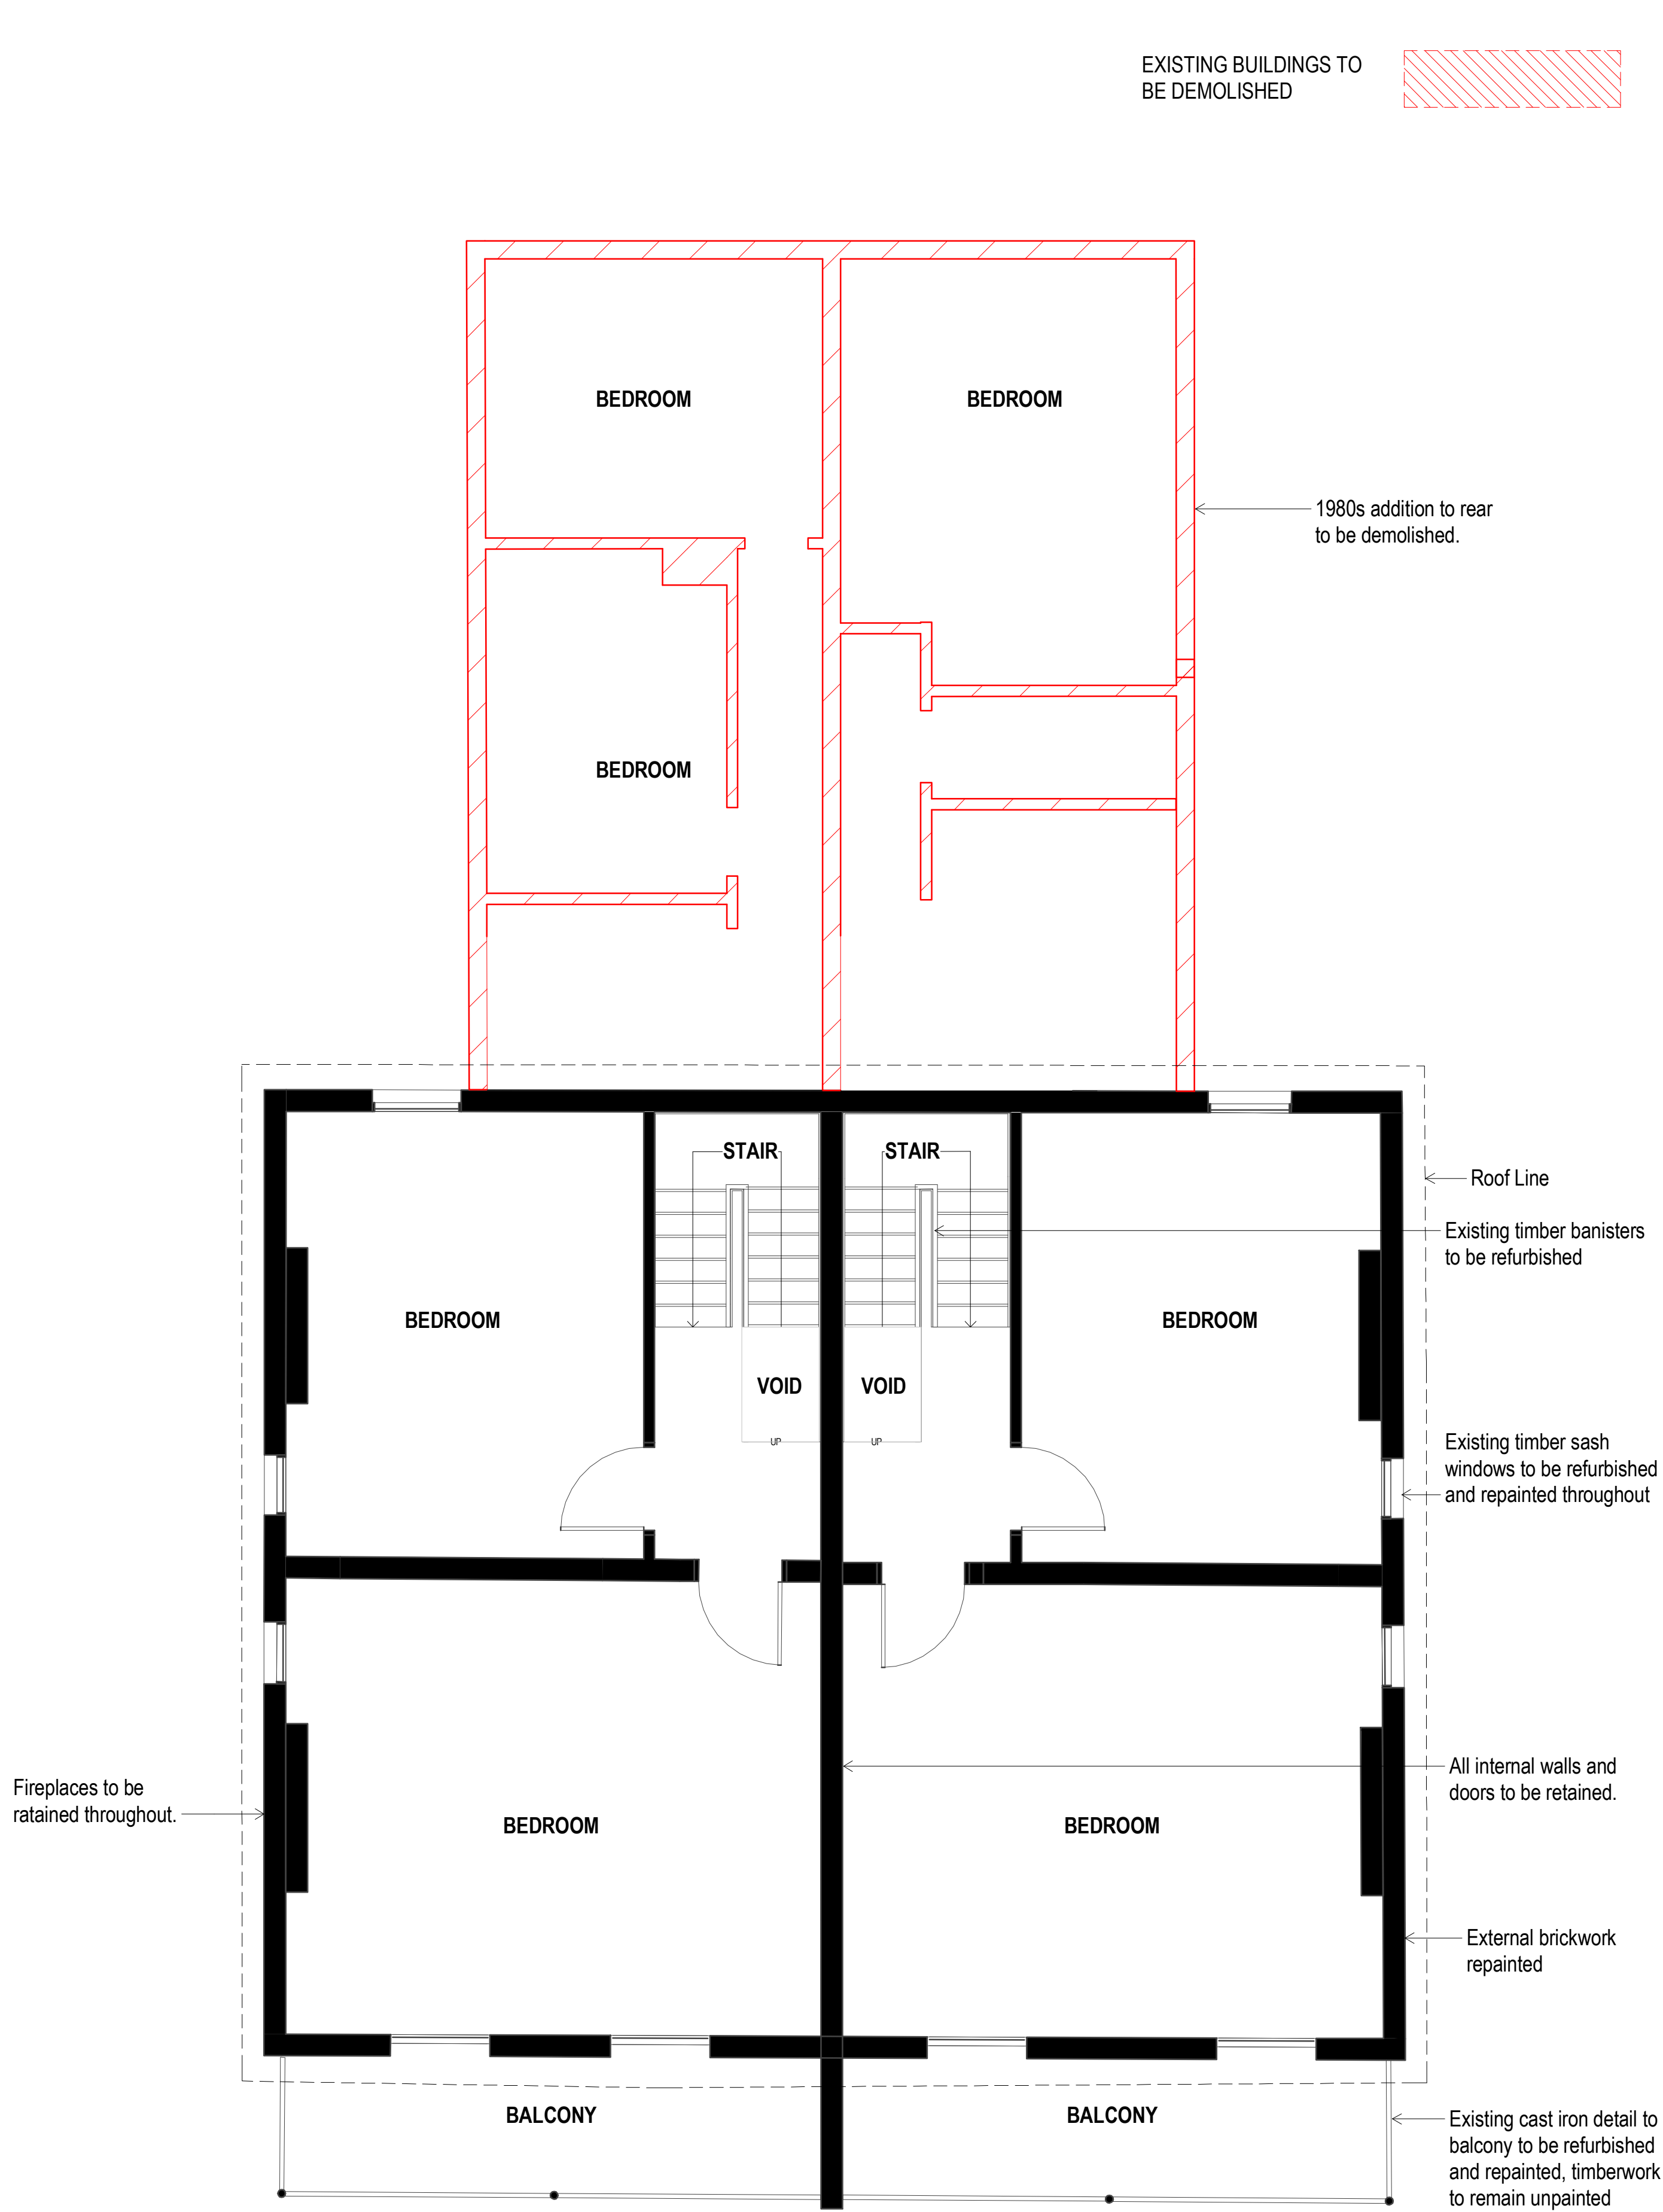 EXISTING BUILDINGS TO
BE DEMOLISHED
BEDROOM
BEDROOM
1980s addition to rear
to be demolished.
BEDROOM
STAIR
STAIR
Roof Line
Existing timber banisters
to be refurbished
BEDROOM
BEDROOM
VOID
VOID
UP
UP
Existing timber sash
windows to be refurbished
and repainted throughout
Fireplaces to be
ratained throughout.
All internal walls and
doors to be retained.
BEDROOM
BEDROOM
External brickwork
repainted
BALCONY
BALCONY
Existing cast iron detail to
balcony to be refurbished
and repainted, timberwork
to remain unpainted